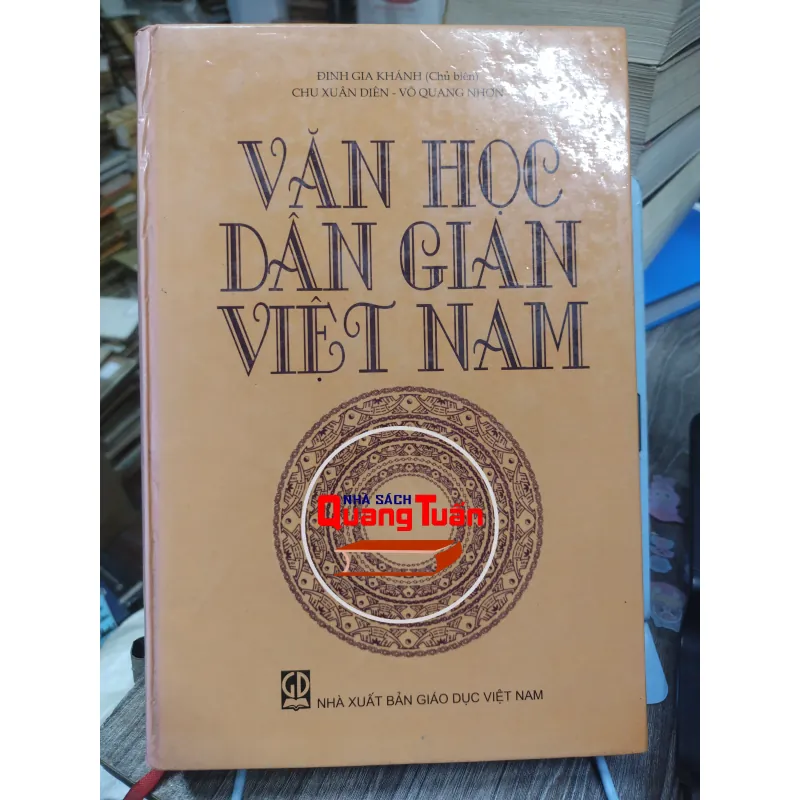 ĐINH GIA KHÁNH (Chủ biên)
CHU XUÂN DIÊN - VÕ QUANG NHƠN
VĂN HỌC
DÂN GIAN
VIỆT NAM
NHÀ SÁCH
Quang Tuấn
GD
NHÀ XUẤT BẢN GIÁO DỤC VIỆT NAM